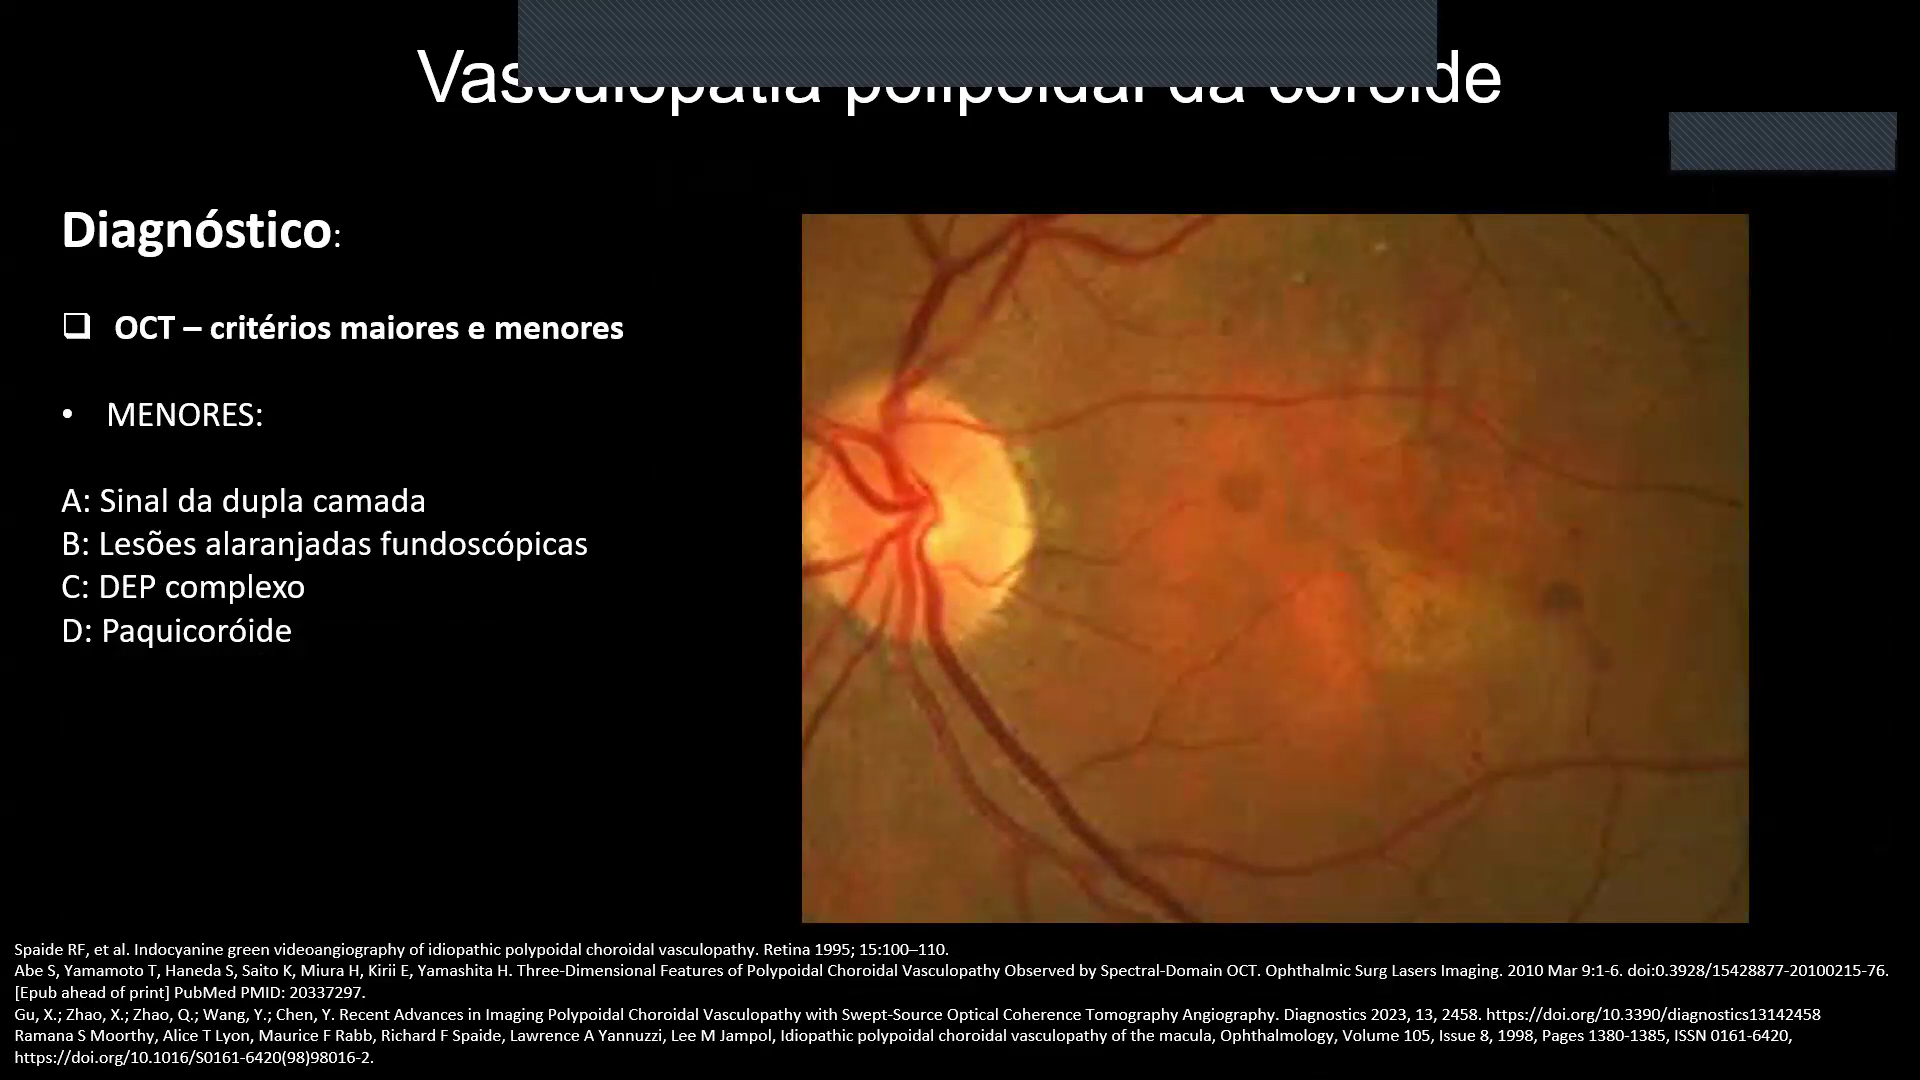 Vasculopatia polipoidal da coroide
Diagnóstico:
❑ OCT – critérios maiores e menores
• MENORES:
A: Sinal da dupla camada
B: Lesões alaranjadas fundoscópicas
C: DEP complexo
D: Paquicoróide
Spaide RF, et al. Indocyanine green videoangiography of idiopathic polypoidal choroidal vasculopathy. Retina 1995; 15:100–110.
Abe S, Yamamoto T, Haneda S, Saito K, Miura H, Kirii E, Yamashita H. Three-Dimensional Features of Polypoidal Choroidal Vasculopathy Observed by Spectral-Domain OCT. Ophthalmic Surg Lasers Imaging. 2010 Mar 9:1-6. doi:0.3928/15428877-20100215-76.
[Epub ahead of print] PubMed PMID: 20337297.
Gu, X.; Zhao, X.; Zhao, Q.; Wang, Y.; Chen, Y. Recent Advances in Imaging Polypoidal Choroidal Vasculopathy with Swept-Source Optical Coherence Tomography Angiography. Diagnostics 2023, 13, 2458. https://doi.org/10.3390/diagnostics13142458
Ramana S Moorthy, Alice T Lyon, Maurice F Rabb, Richard F Spaide, Lawrence A Yannuzzi, Lee M Jampol, Idiopathic polypoidal choroidal vasculopathy of the macula, Ophthalmology, Volume 105, Issue 8, 1998, Pages 1380-1385, ISSN 0161-6420,
https://doi.org/10.1016/S0161-6420(98)98016-2.